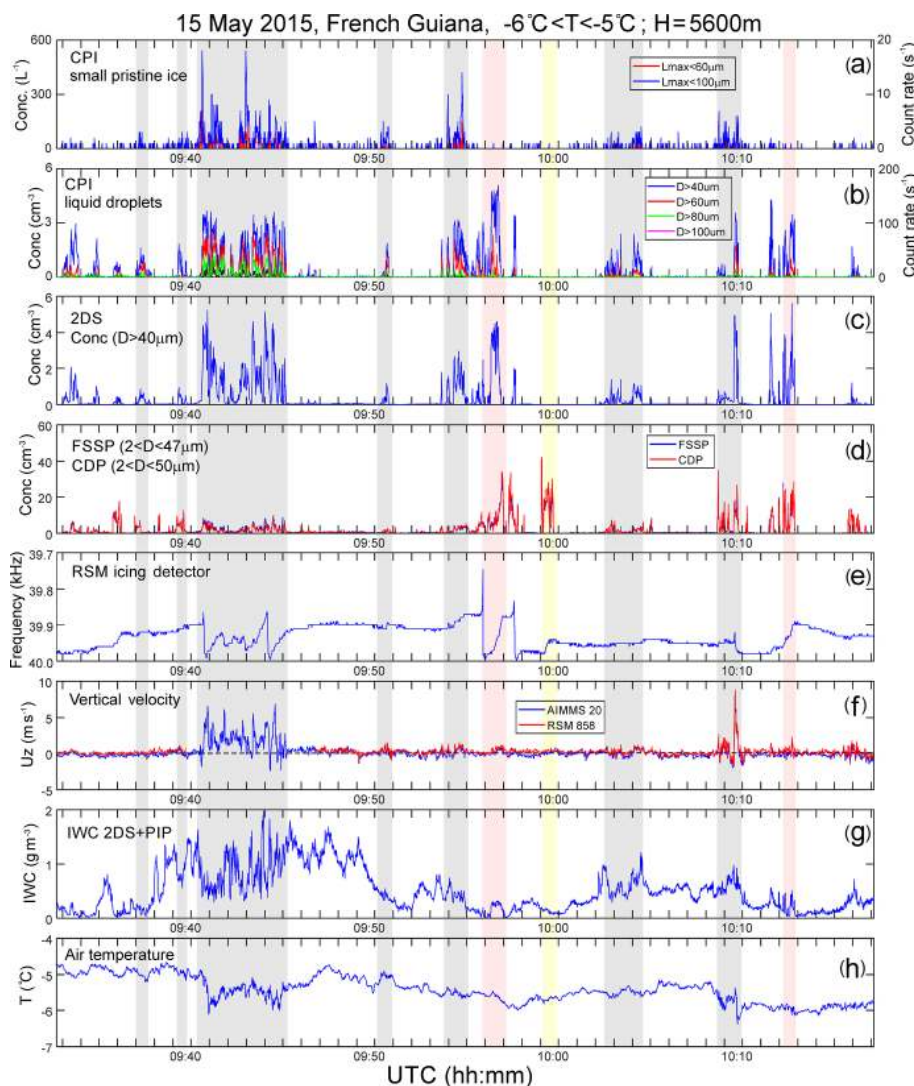 15 May 2015, French Guiana, -6℃<T<-5℃; H=5600m
600
300
0
Conc. (L⁻¹)
CPI
small pristine ice
Lmax<60μm
Lmax<100μm
(a)
20
10
0
Count rate (s⁻¹)
09:40
09:50
10:00
10:10
6
3
0
Conc (cm⁻³)
CPI
liquid droplets
D>40um
D>60um
D>80um
D>100um
(b)
200
100
0
Count rate (s⁻¹)
09:40
09:50
10:00
10:10
6
4
2
0
Conc (cm⁻³)
2DS
Conc (D>40μm)
(c)
09:40
09:50
10:00
10:10
60
40
20
0
Conc (cm⁻³)
FSSP (2<D<47μm)
CDP (2<D<50μm)
FSSP
CDP
(d)
09:40
09:50
10:00
10:10
39.7
39.8
39.9
40.0
Frequency (kHz)
RSM icing detector
(e)
09:40
09:50
10:00
10:10
10
5
0
-5
Uz (m s⁻¹)
Vertical velocity
AIMMS 20
RSM 858
(f)
09:40
09:50
10:00
10:10
2
1
0
IWC (g m⁻³)
IWC 2DS+PIP
(g)
09:40
09:50
10:00
10:10
-4
-5
-6
-7
T (℃)
Air temperature
(h)
09:40
09:50
10:00
10:10
UTC (hh:mm)